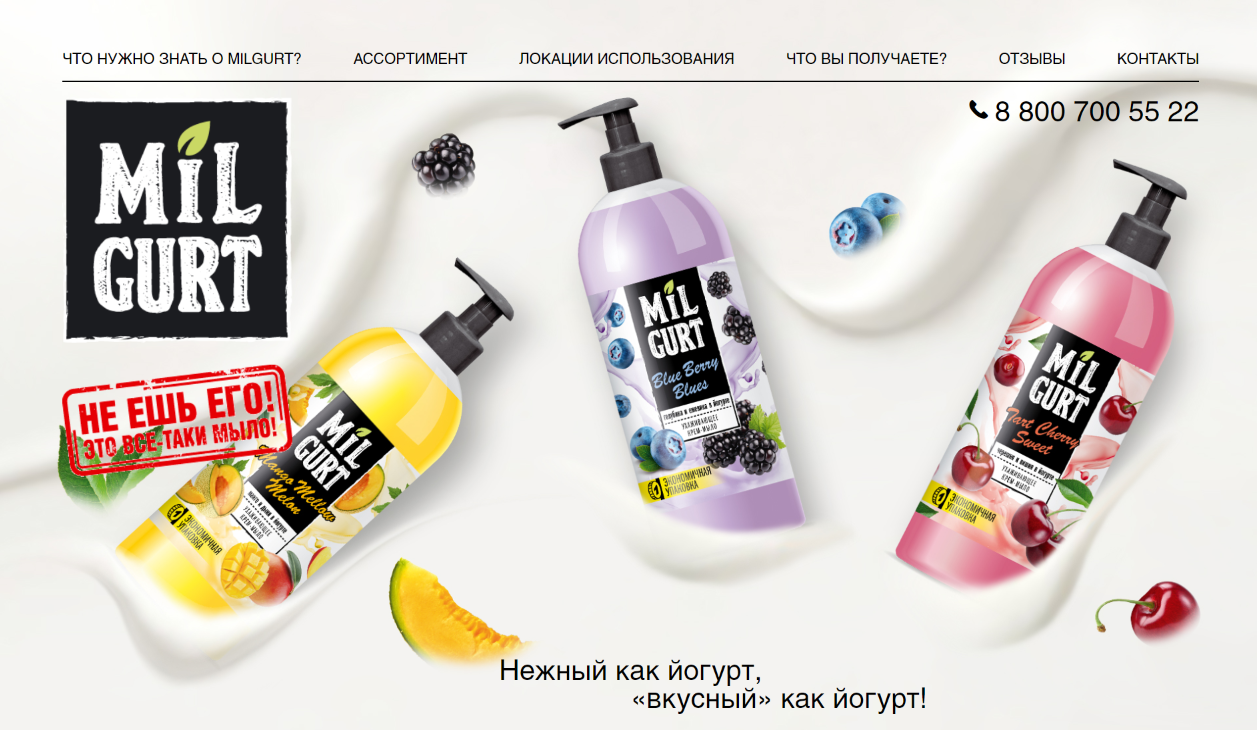 ЧТО НУЖНО ЗНАТЬ О MILGURT?
АССОРТИМЕНТ
ЛОКАЦИИ ИСПОЛЬЗОВАНИЯ
ЧТО ВЫ ПОЛУЧАЕТЕ?
ОТЗЫВЫ
КОНТАКТЫ
8 800 700 55 22
MiL
GURT
НЕ ЕШЬ ЕГО!
ЭТО ВСЁ-ТАКИ МЫЛО!
MiL
GURT
Mango Mellow
Melon
манго и дыня в йогурте
УХАЖИВАЮЩЕЕ
КРЕМ-МЫЛО
ЭКОНОМИЧНАЯ
УПАКОВКА
MiL
GURT
Blue Berry
Blues
голубика и ежевика в йогурте
УХАЖИВАЮЩЕЕ
КРЕМ-МЫЛО
ЭКОНОМИЧНАЯ
УПАКОВКА
MiL
GURT
Tart Cherry
Sweet
черешня и вишня в йогурте
УХАЖИВАЮЩЕЕ
КРЕМ-МЫЛО
ЭКОНОМИЧНАЯ
УПАКОВКА
Нежный как йогурт,
«вкусный» как йогурт!